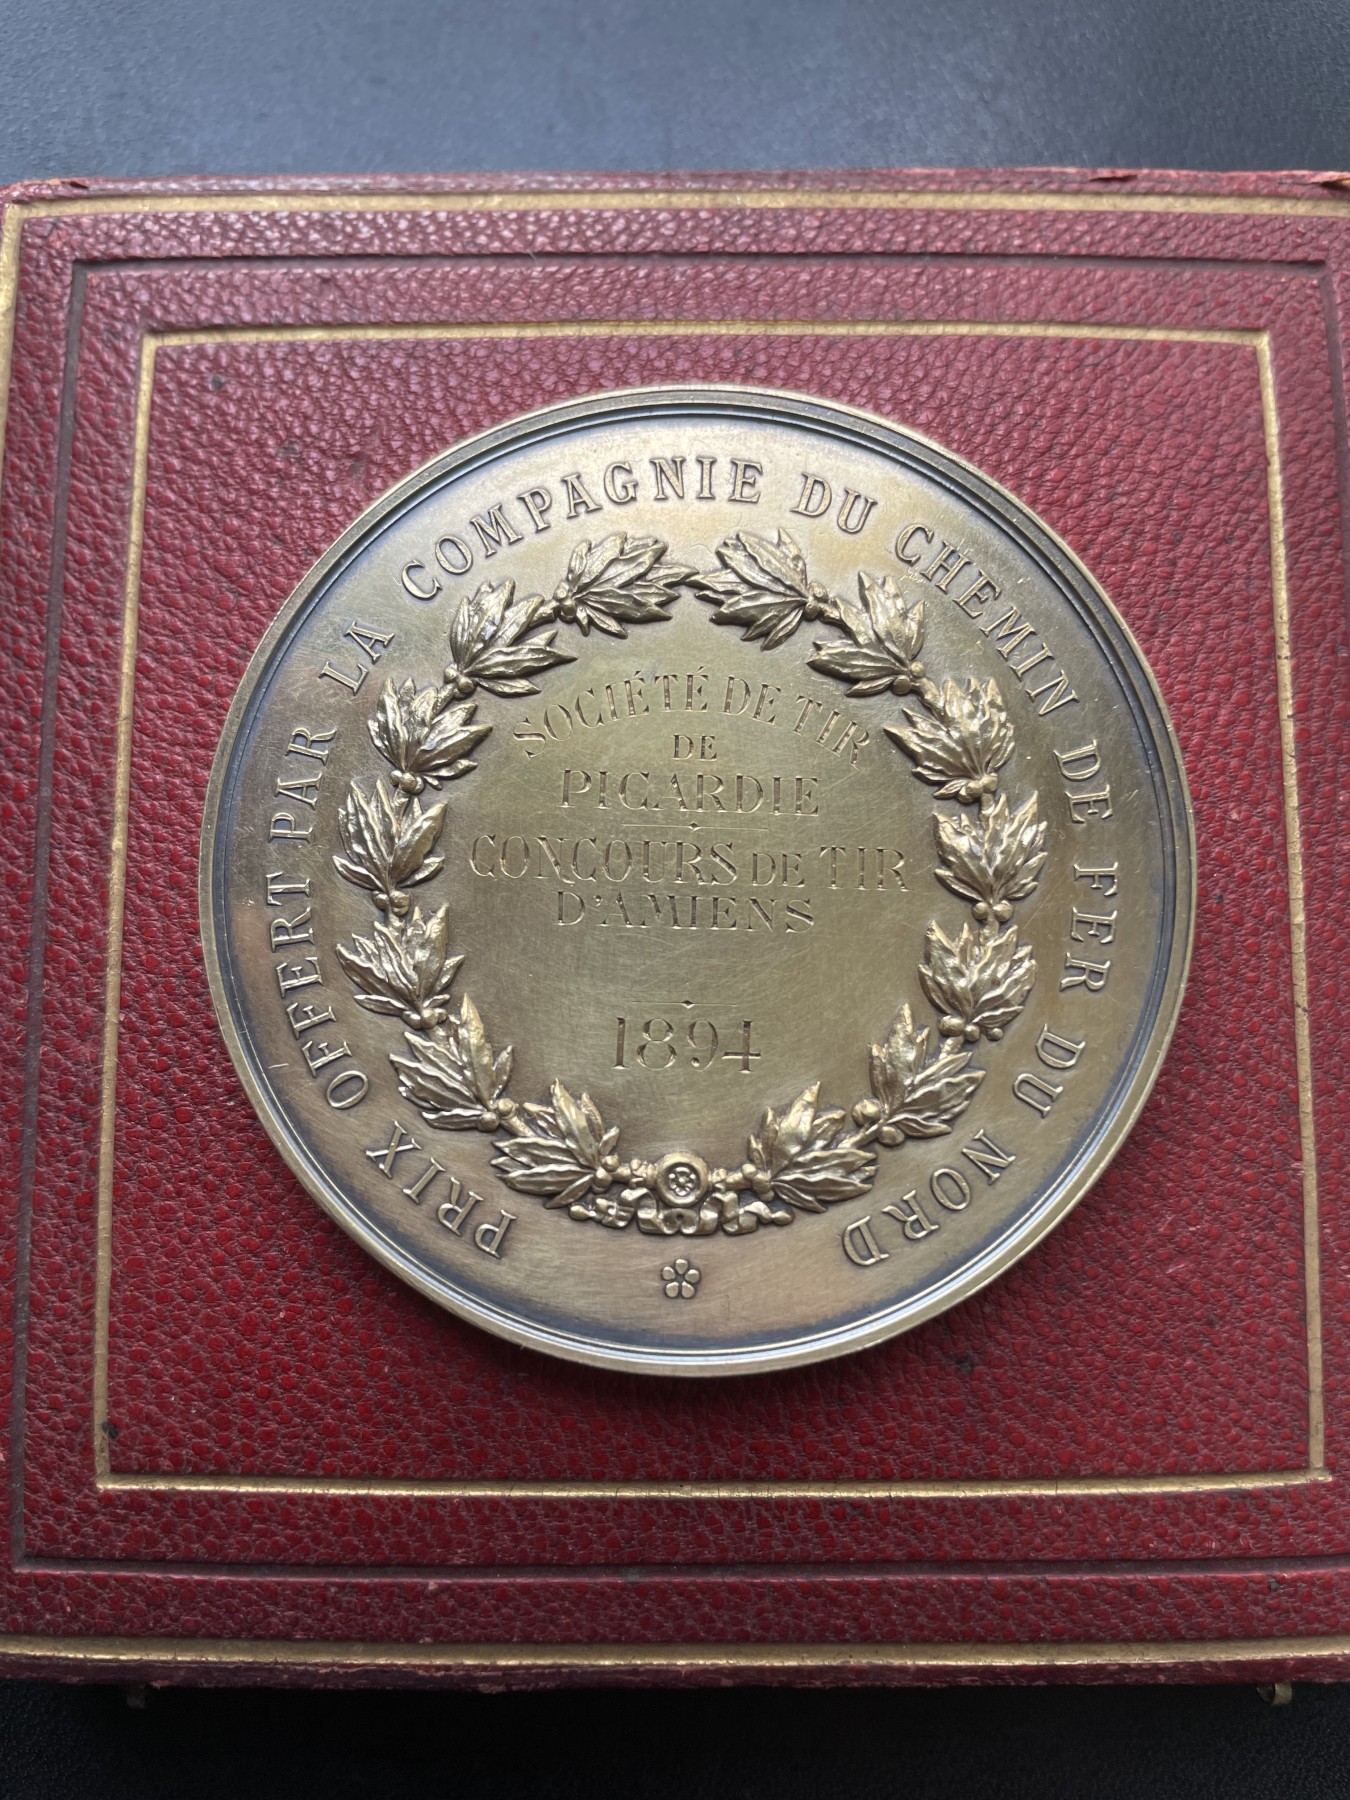 PRIX OFFERT PAR LA COMPAGNIE DU CHEMIN DE FER DU NORD
SOCIÉTÉ DE TIR
DE
PICARDIE
CONCOURS DE TIR
D'AMIENS
1894